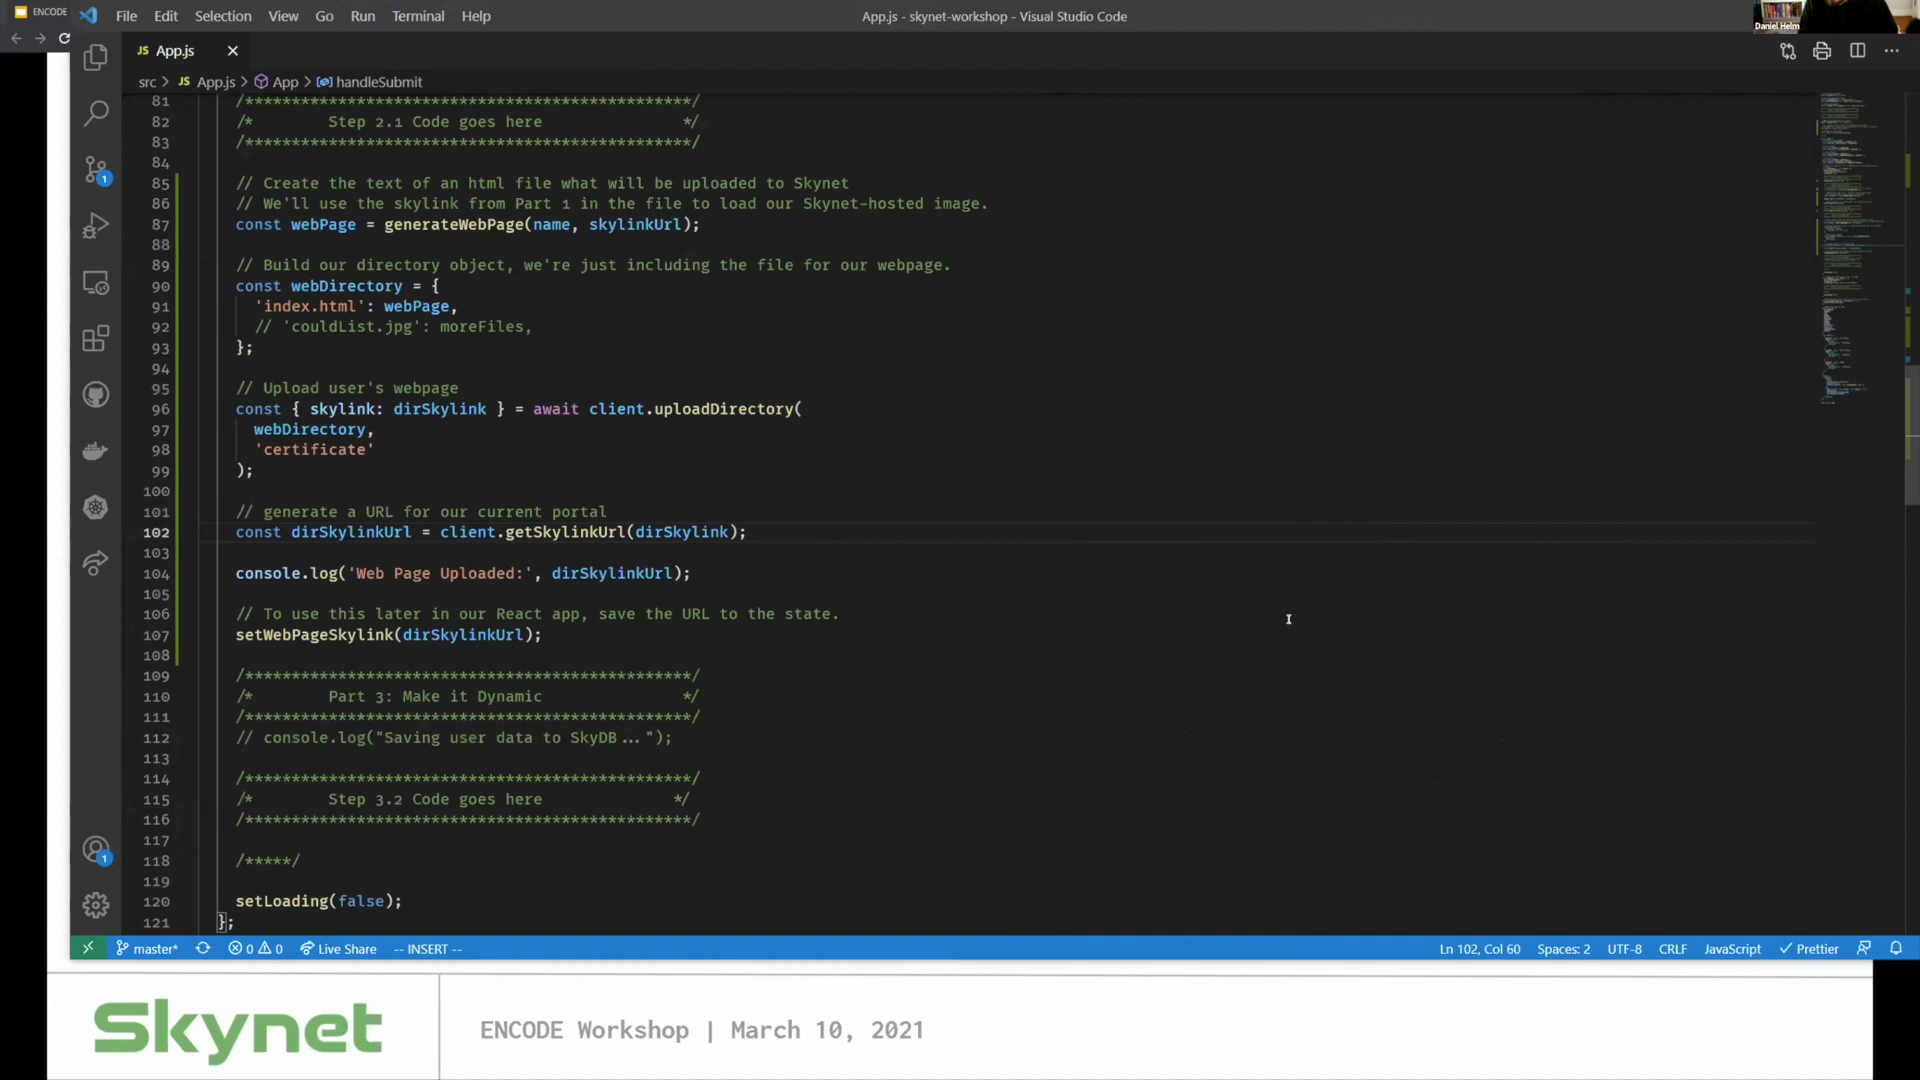 ENCODE
File Edit Selection View Go Run Terminal Help
App.js - skynet-workshop - Visual Studio Code
Daniel Helm
JS App.js
src > JS App.js > App > handleSubmit
81 /*************************************************/
82 /* Step 2.1 Code goes here */
83 /*************************************************/
84
85 // Create the text of an html file what will be uploaded to Skynet
86 // We'll use the skylink from Part 1 in the file to load our Skynet-hosted image.
87 const webPage = generateWebPage(name, skylinkUrl);
88
89 // Build our directory object, we're just including the file for our webpage.
90 const webDirectory = {
91 'index.html': webPage,
92 // 'couldList.jpg': moreFiles,
93 };
94
95 // Upload user's webpage
96 const { skylink: dirSkylink } = await client.uploadDirectory(
97 webDirectory,
98 'certificate'
99 );
100
101 // generate a URL for our current portal
102 const dirSkylinkUrl = client.getSkylinkUrl(dirSkylink);
103
104 console.log('Web Page Uploaded:', dirSkylinkUrl);
105
106 // To use this later in our React app, save the URL to the state.
107 setWebPageSkylink(dirSkylinkUrl);
108
109 /*************************************************/
110 /* Part 3: Make it Dynamic */
111 /*************************************************/
112 // console.log("Saving user data to SkyDB...");
113
114 /*************************************************/
115 /* Step 3.2 Code goes here */
116 /*************************************************/
117
118 /*****/
119
120 setLoading(false);
121 };
1
1
master* 0 0 Live Share -- INSERT -- Ln 102, Col 60 Spaces: 2 UTF-8 CRLF JavaScript Prettier
Skynet
ENCODE Workshop | March 10, 2021